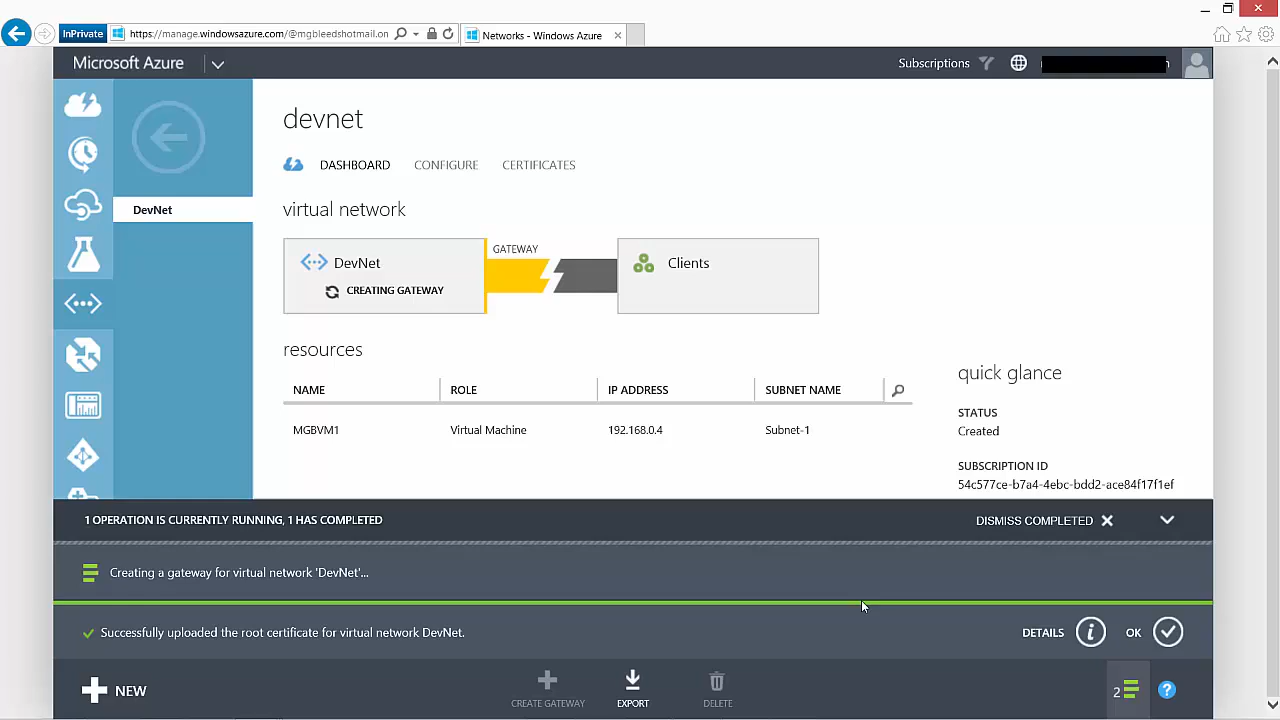 InPrivate
https://manage.windowsazure.com/@mgbleedshotmail.on
Networks - Windows Azure
Microsoft Azure
Subscriptions
devnet
DASHBOARD CONFIGURE CERTIFICATES
DevNet
virtual network
DevNet
CREATING GATEWAY
GATEWAY
Clients
resources
NAME ROLE IP ADDRESS SUBNET NAME
MGBVM1 Virtual Machine 192.168.0.4 Subnet-1
quick glance
STATUS
Created
SUBSCRIPTION ID
54c577ce-b7a4-4ebc-bdd2-ace84f17f1ef
1 OPERATION IS CURRENTLY RUNNING, 1 HAS COMPLETED
DISMISS COMPLETED
Creating a gateway for virtual network 'DevNet'...
Successfully uploaded the root certificate for virtual network DevNet.
DETAILS OK
NEW
CREATE GATEWAY EXPORT DELETE
2